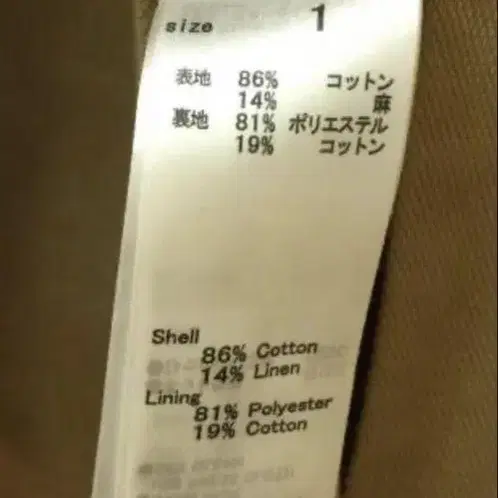 size 1
表地 86% コットン
14% 麻
裏地 81% ポリエステル
19% コットン
Shell
86% Cotton
14% Linen
Lining
81% Polyester
19% Cotton